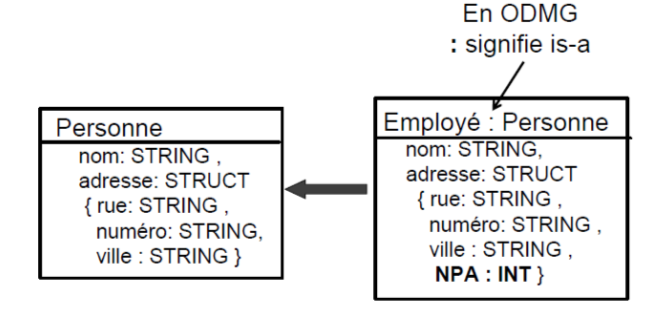 En ODMG
: signifie is-a
Personne
nom: STRING ,
adresse: STRUCT
{ rue: STRING ,
numéro: STRING,
ville : STRING }
Employé : Personne
nom: STRING,
adresse: STRUCT
{ rue: STRING ,
numéro: STRING ,
ville : STRING ,
NPA : INT }